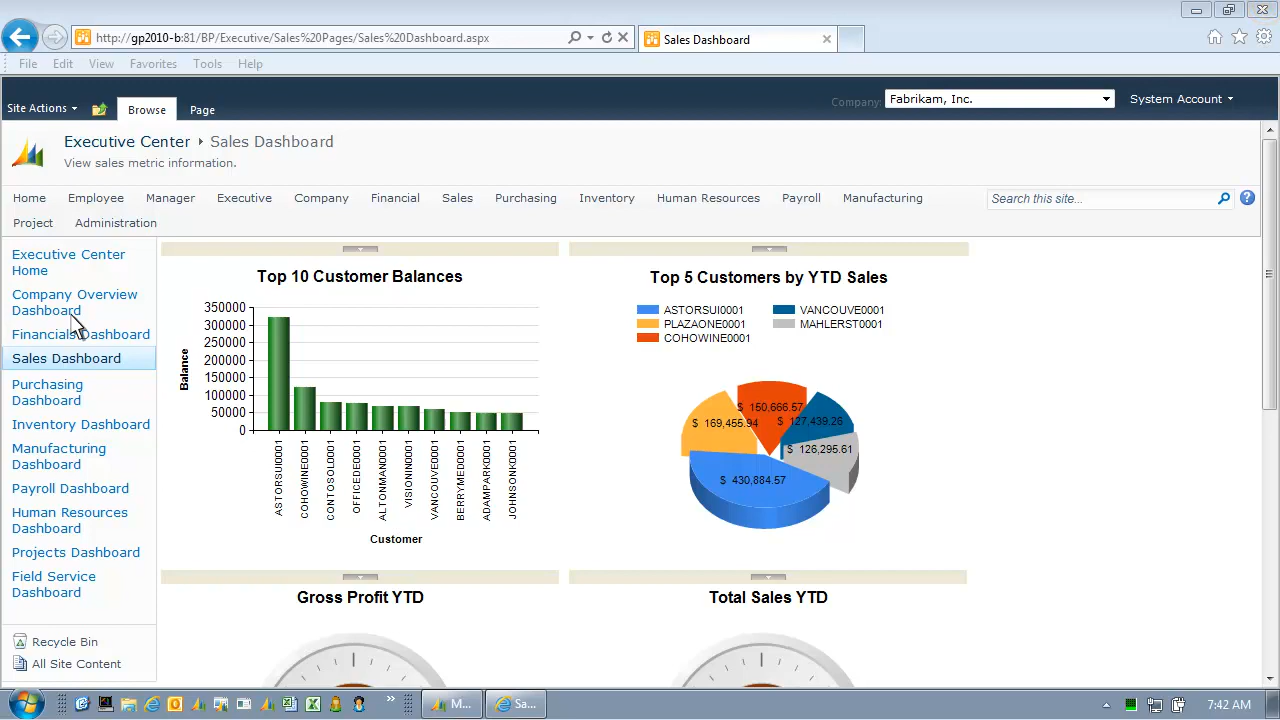 http://gp2010-b:81/BP/Executive/Sales%20Pages/Sales%20Dashboard.aspx
Sales Dashboard
File Edit View Favorites Tools Help
Site Actions
Browse
Page
Company:
Fabrikam, Inc.
System Account
Executive Center
Sales Dashboard
View sales metric information.
Home Employee Manager Executive Company Financial Sales Purchasing Inventory Human Resources Payroll Manufacturing
Search this site...
Project Administration
Executive Center
Home
Company Overview
Dashboard
Financial Dashboard
Sales Dashboard
Purchasing
Dashboard
Inventory Dashboard
Manufacturing
Dashboard
Payroll Dashboard
Human Resources
Dashboard
Projects Dashboard
Field Service
Dashboard
Recycle Bin
All Site Content
Top 10 Customer Balances
350000
300000
250000
200000
150000
100000
50000
0
Balance
ASTORSUI0001
COHOWINE0001
CONTOSOL0001
OFFICEDE0001
ALTONMAN0001
VISIONIN0001
VANCOUVE0001
BERRYMED0001
ADAMPARK0001
JOHNSONK0001
Customer
Top 5 Customers by YTD Sales
ASTORSUI0001
VANCOUVE0001
PLAZAONE0001
MAHLERST0001
COHOWINE0001
$ 150,666.57
$ 169,455.94
$ 127,439.28
$ 126,295.61
$ 430,884.57
Gross Profit YTD
Total Sales YTD
M...
Sa...
7:42 AM